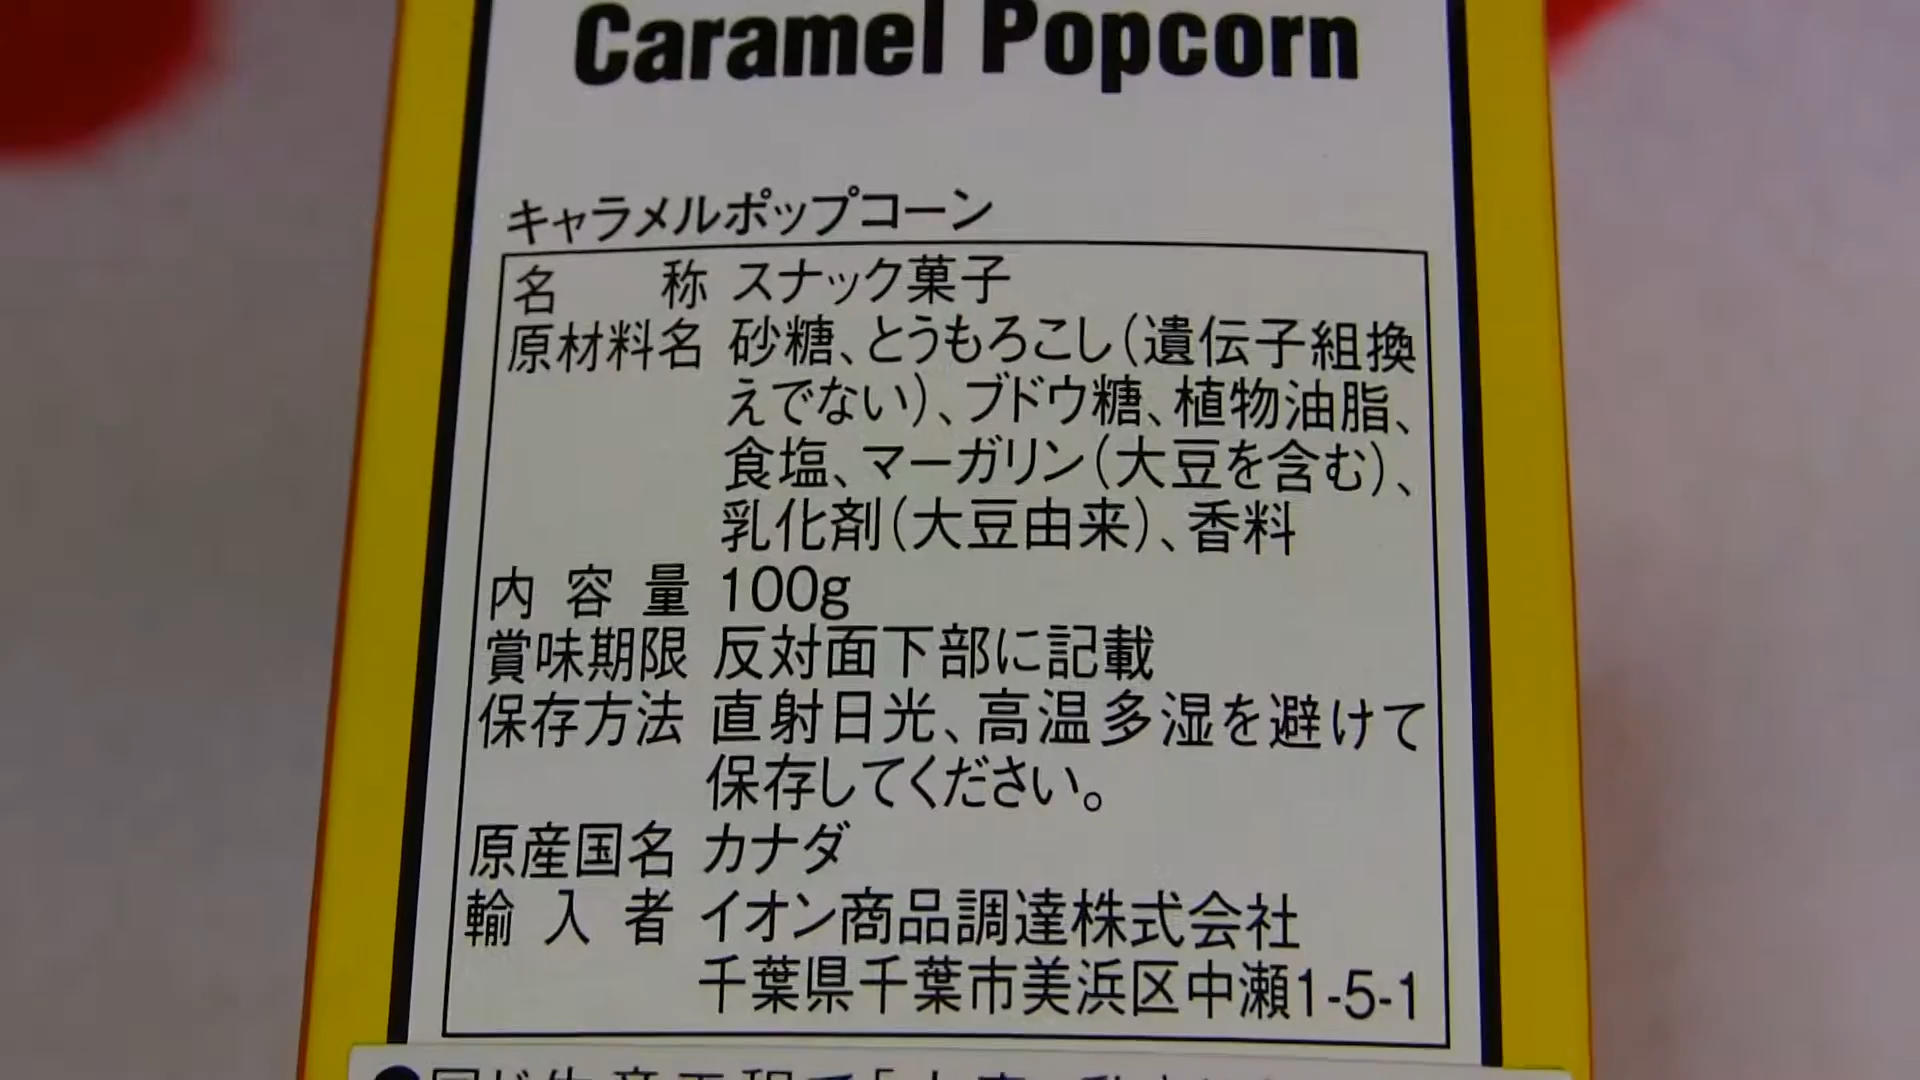 Caramel Popcorn
キャラメルポップコーン
名 称 スナック菓子
原材料名 砂糖、とうもろこし(遺伝子組換
えでない)、ブドウ糖、植物油脂、
食塩、マーガリン(大豆を含む)、
乳化剤(大豆由来)、香料
内容量 100g
賞味期限 反対面下部に記載
保存方法 直射日光、高温多湿を避けて
保存してください。
原産国名 カナダ
輸入者 イオン商品調達株式会社
千葉県千葉市美浜区中瀬1-5-1